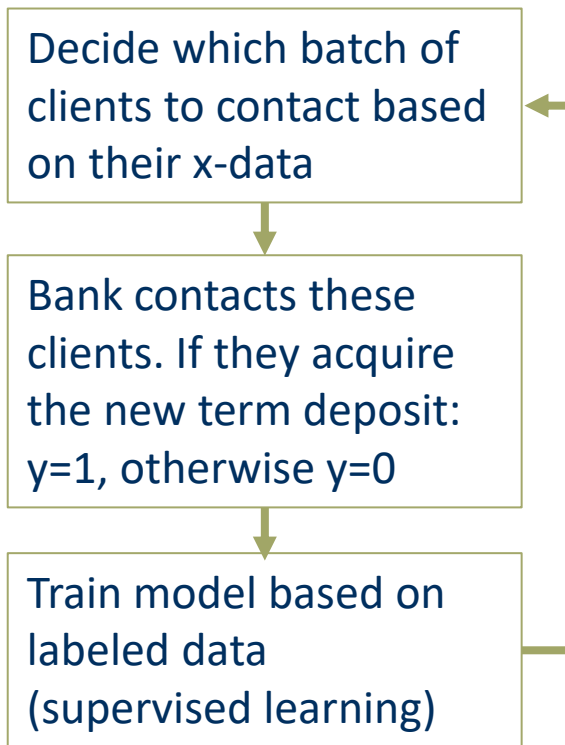 Decide which batch of
clients to contact based
on their x-data
Bank contacts these
clients. If they acquire
the new term deposit:
y=1, otherwise y=0
Train model based on
labeled data
(supervised learning)